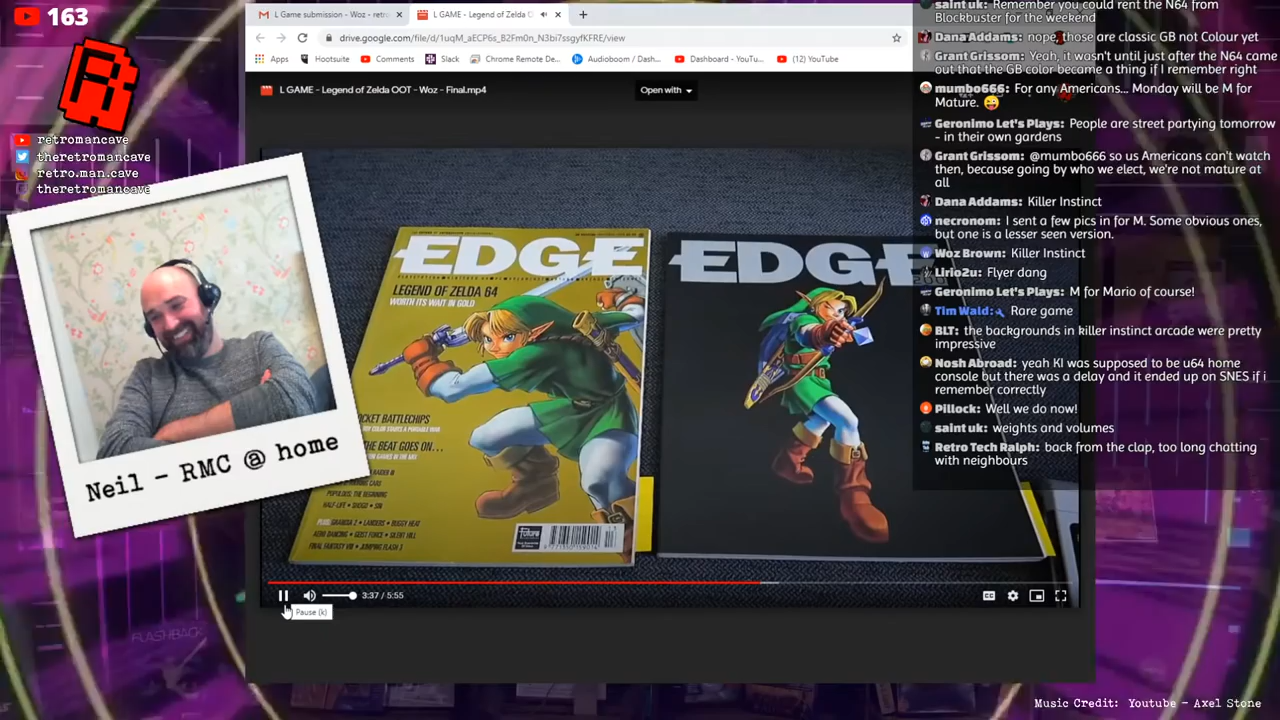 163
retromancave
theretromancave
retro.man.cave
theretromancave
L Game submission - Woz - retro
L GAME - Legend of Zelda O
drive.google.com/file/d/1uqM_aECP6s_B2Fm0n_N3bi7ssgyfKFRE/view
Apps
Hootsuite
Comments
Slack
Chrome Remote De...
Audioboom / Dash...
Dashboard - YouTu...
(12) YouTube
L GAME - Legend of Zelda OOT - Woz - Final.mp4
Open with
EDGE
LEGEND OF ZELDA 64
WORTH ITS WAIT IN GOLD
POCKET BATTLECHIPS
THE BEAT GOES ON...
POPULOUS: THE BEGINNING
HALF-LIFE · SHOGO · SIN
FINAL FANTASY VIII · JUMPING FLASH 3
future
EDGE
Neil - RMC @ home
3:37 / 5:55
Pause (k)
FLASHBACK
saint uk: Remember you could rent the N64 from
Blockbuster for the weekend
Dana Addams: nope, those are classic GB not Colour yet
Grant Grissom: Yeah, it wasn't until just after the N64 came
out that the GB color became a thing if I remember right
mumbo666: For any Americans... Monday will be M for
Mature. 😜
Geronimo Let's Plays: People are street partying tomorrow
- in their own gardens
Grant Grissom: @mumbo666 so us Americans can't watch
then, because going by who we elect, we're not mature at
all
Dana Addams: Killer Instinct
necronom: I sent a few pics in for M. Some obvious ones,
but one is a lesser seen version.
Woz Brown: Killer Instinct
Geronimo Let's Plays: M for Mario of course!
Tim Wald: Rare game
BLT: the backgrounds in killer instinct arcade were pretty
impressive
Nosh Abroad: yeah KI was supposed to be u64 home
console but there was a delay and it ended up on SNES if i
remember correctly
Pillock: Well we do now!
saint uk: weights and volumes
Retro Tech Ralph: back from the clap, too long chatting
with neighbours
Music Credit: Youtube - Axel Stone